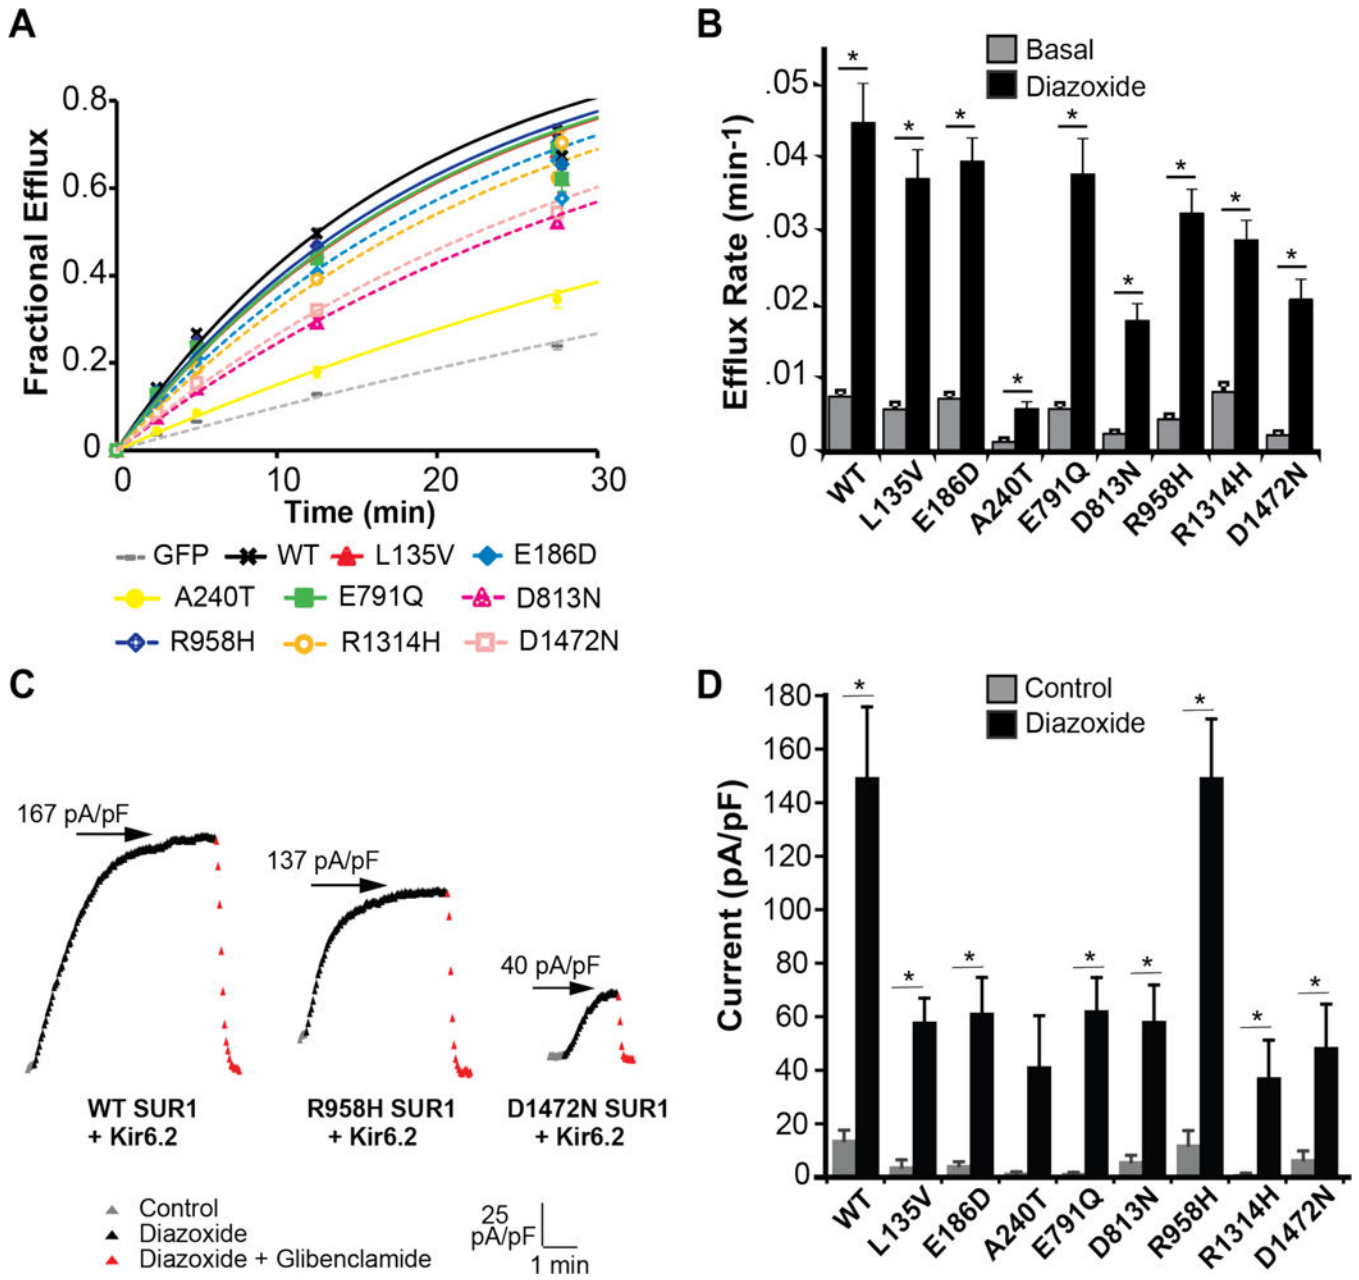 A
Fractional Efflux
0.8
0.6
0.4
0.2
0
0 10 20 30
Time (min)
GFP WT L135V E186D
A240T E791Q D813N
R958H R1314H D1472N
B
Basal
Diazoxide
Efflux Rate (min-1)
.05
.04
.03
.02
.01
0
* * * * * * * * *
WT L135V E186D A240T E791Q D813N R958H R1314H D1472N
C
167 pA/pF
137 pA/pF
40 pA/pF
WT SUR1 + Kir6.2
R958H SUR1 + Kir6.2
D1472N SUR1 + Kir6.2
Control
Diazoxide
Diazoxide + Glibenclamide
25 pA/pF
1 min
D
Control
Diazoxide
Current (pA/pF)
180
160
140
120
100
80
60
40
20
0
* * * * * * * *
WT L135V E186D A240T E791Q D813N R958H R1314H D1472N